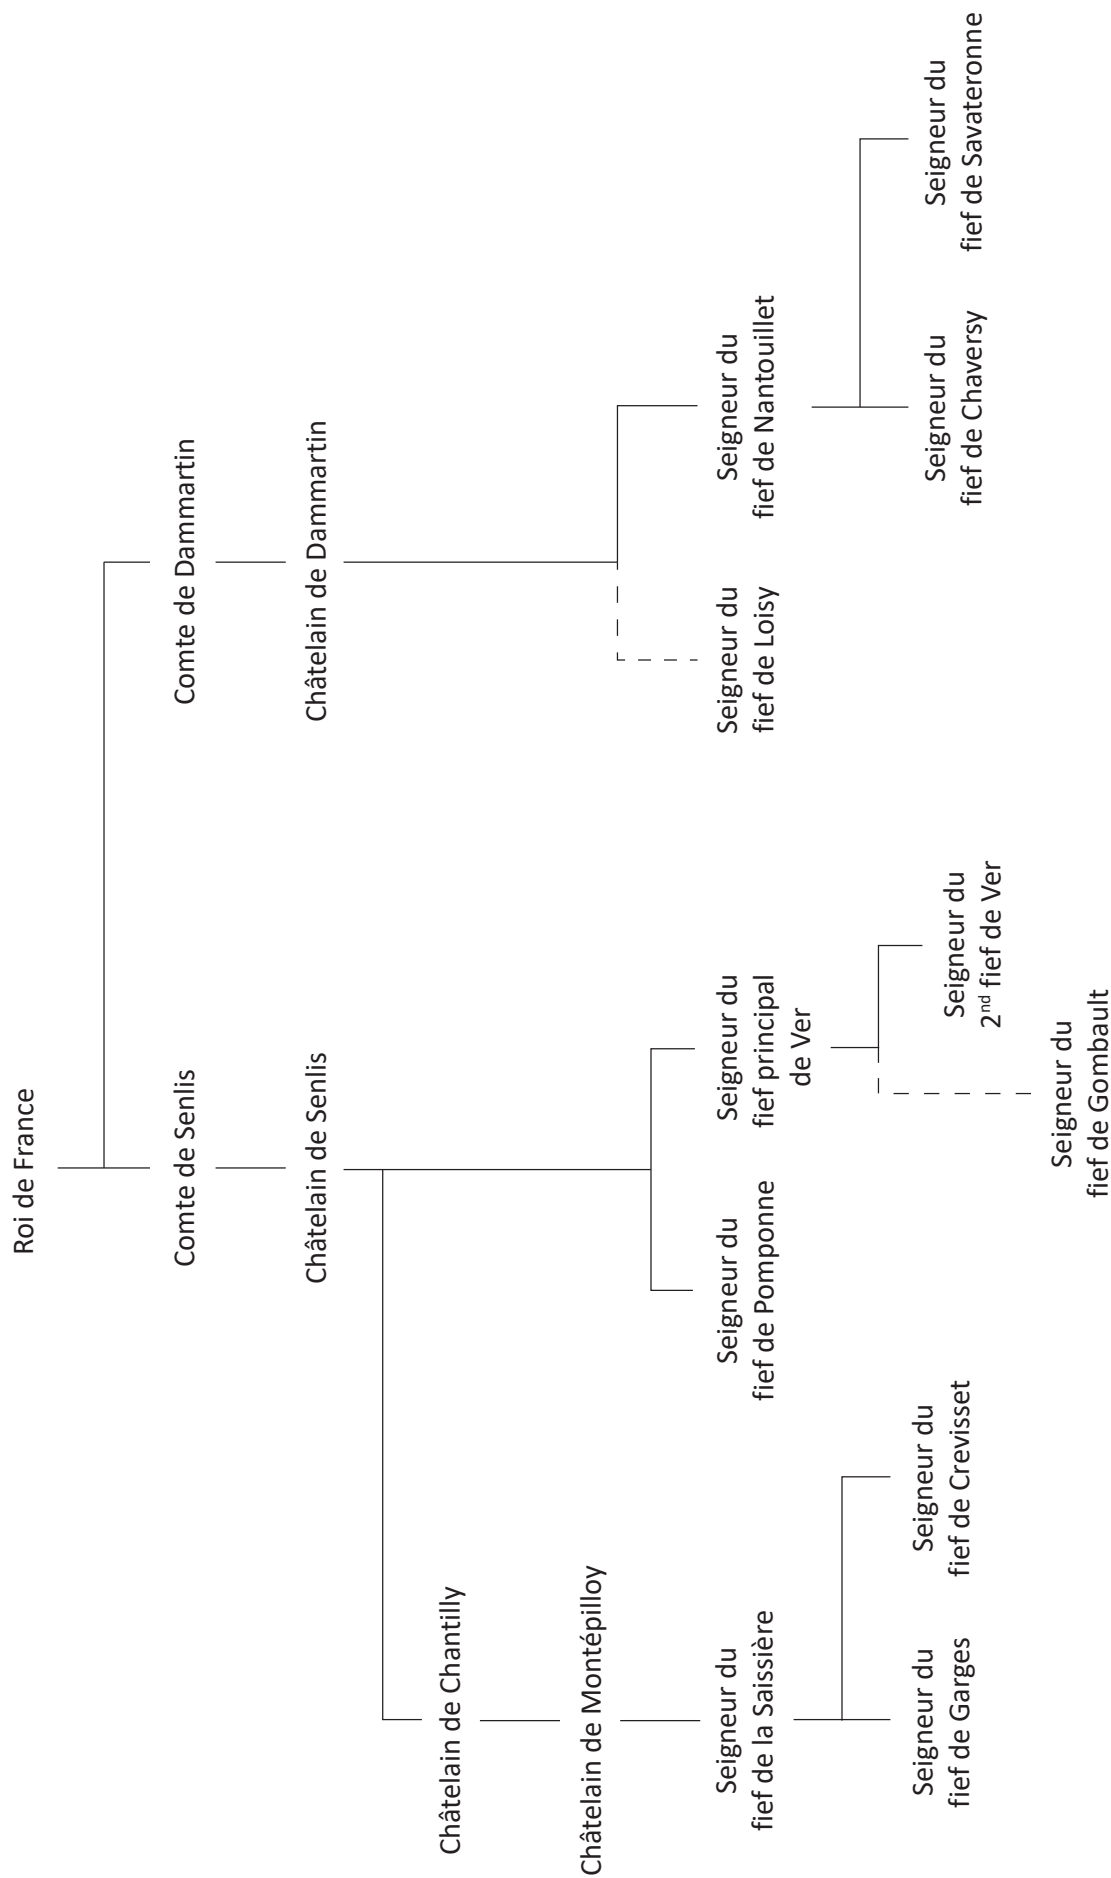 Roi de France
Comte de Senlis
Comte de Dammartin
Châtelain de Senlis
Châtelain de Dammartin
Châtelain de Chantilly
Châtelain de Montépilloy
Seigneur du
fief de la Saissière
Seigneur du
fief de Pomponne
Seigneur du
fief principal
de Ver
Seigneur du
fief de Loisy
Seigneur du
fief de Nantouillet
Seigneur du
fief de Garges
Seigneur du
fief de Crevisset
Seigneur du
2nd fief de Ver
Seigneur du
fief de Chaversy
Seigneur du
fief de Savateronne
Seigneur du
fief de Gombault